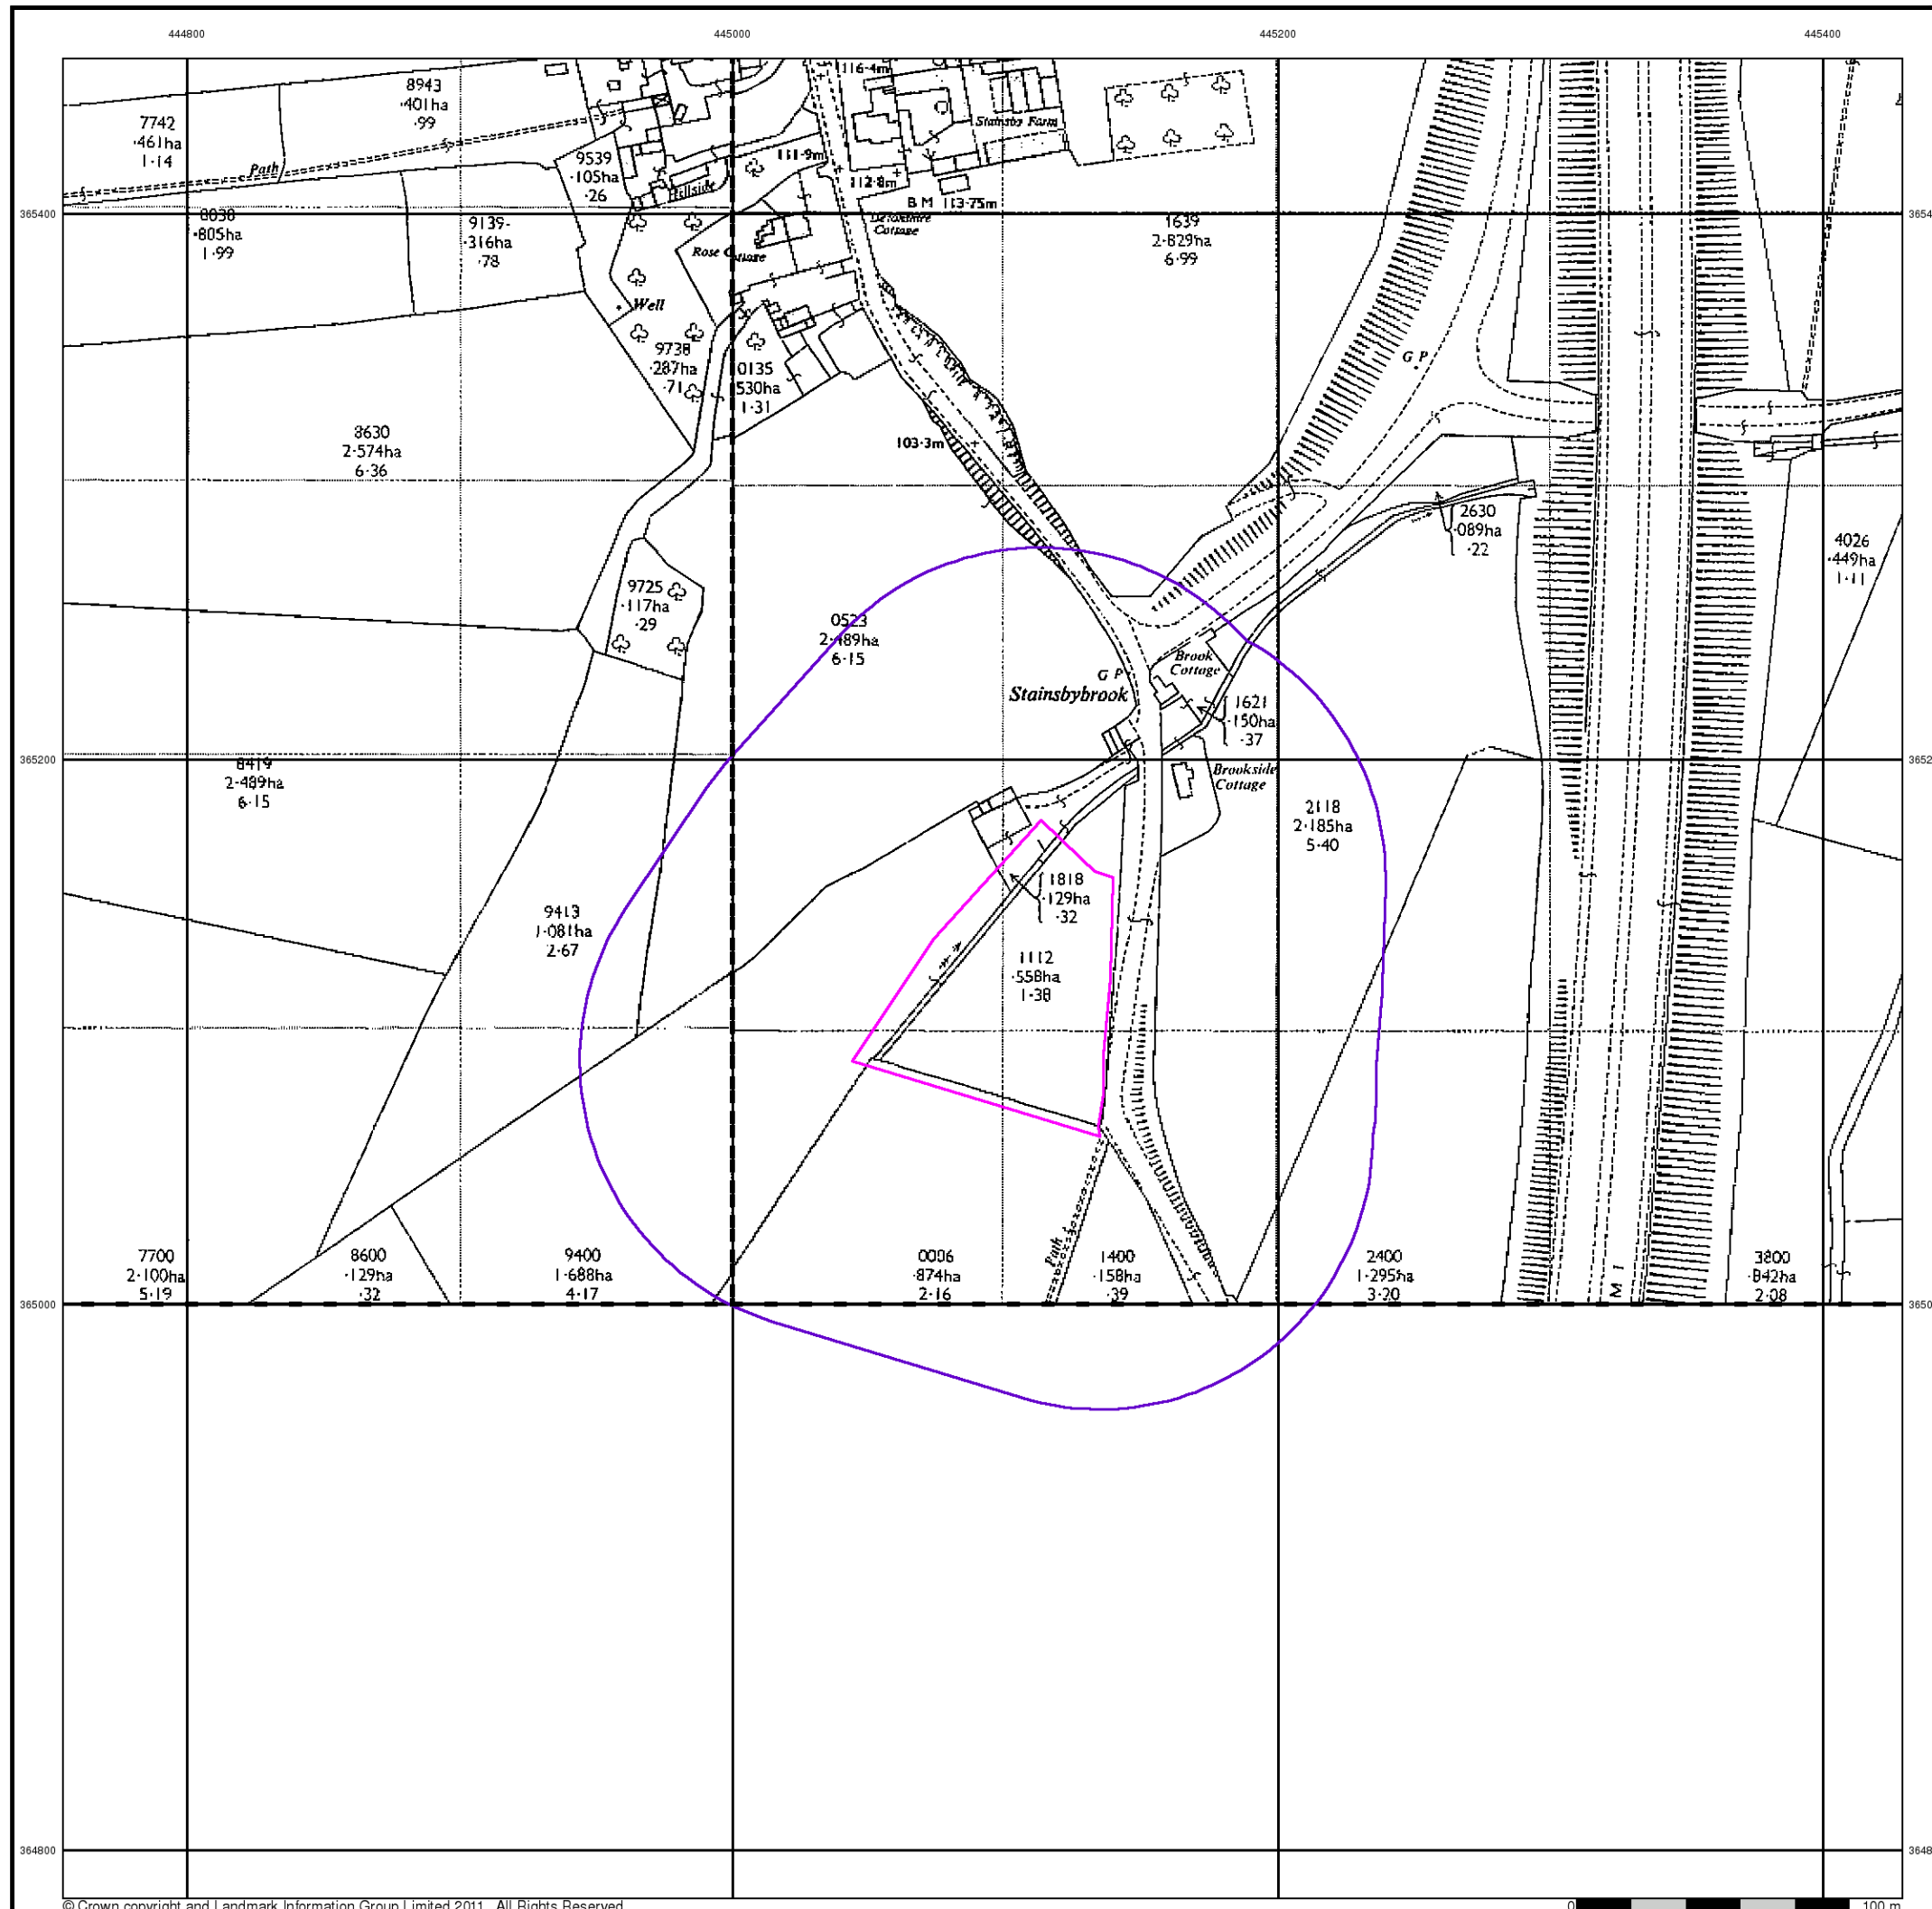 444800
445000
445200
445400
116·4m
8943
·401ha
·99
7742
·461ha
1·14
Stainsby Farm
9539
·105ha
·26
111·9m
Path
Hillside
112·8m
B M 113·75m
365400
8838
·805ha
1·99
9139
·316ha
·78
Devonshire
Cottage
1639
2·829ha
6·99
Rose Cottage
Well
9738
·287ha
·71
0135
·530ha
1·31
G P
103·3m
8630
2·574ha
6·36
2630
·089ha
·22
4026
·449ha
1·11
9725
·117ha
·29
0523
2·489ha
6·15
Brook
Cottage
G P
Stainsbybrook
1621
·150ha
·37
365200
8419
2·489ha
6·15
Brookside
Cottage
2118
2·185ha
5·40
1818
·129ha
·32
9413
1·081ha
2·67
1112
·558ha
1·38
Path
7700
2·100ha
5·19
8600
·129ha
·32
9400
1·688ha
4·17
·874ha
2·16
1400
·158ha
·39
2400
1·295ha
3·20
M 1
3800
·842ha
2·08
365000
364800
© Crown copyright and Landmark Information Group Limited 2011. All Rights Reserved.
0
100 m